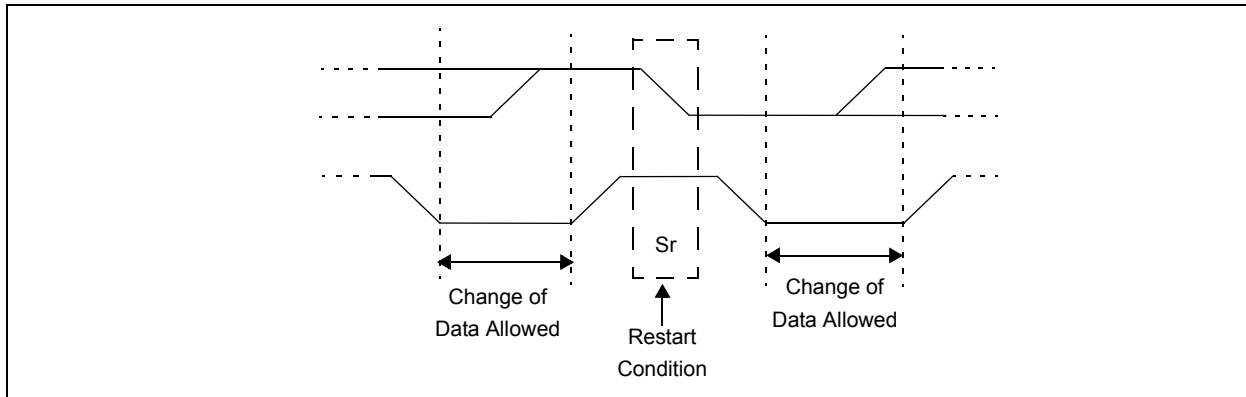 Sr
Change of
Data Allowed
Restart
Condition
Change of
Data Allowed